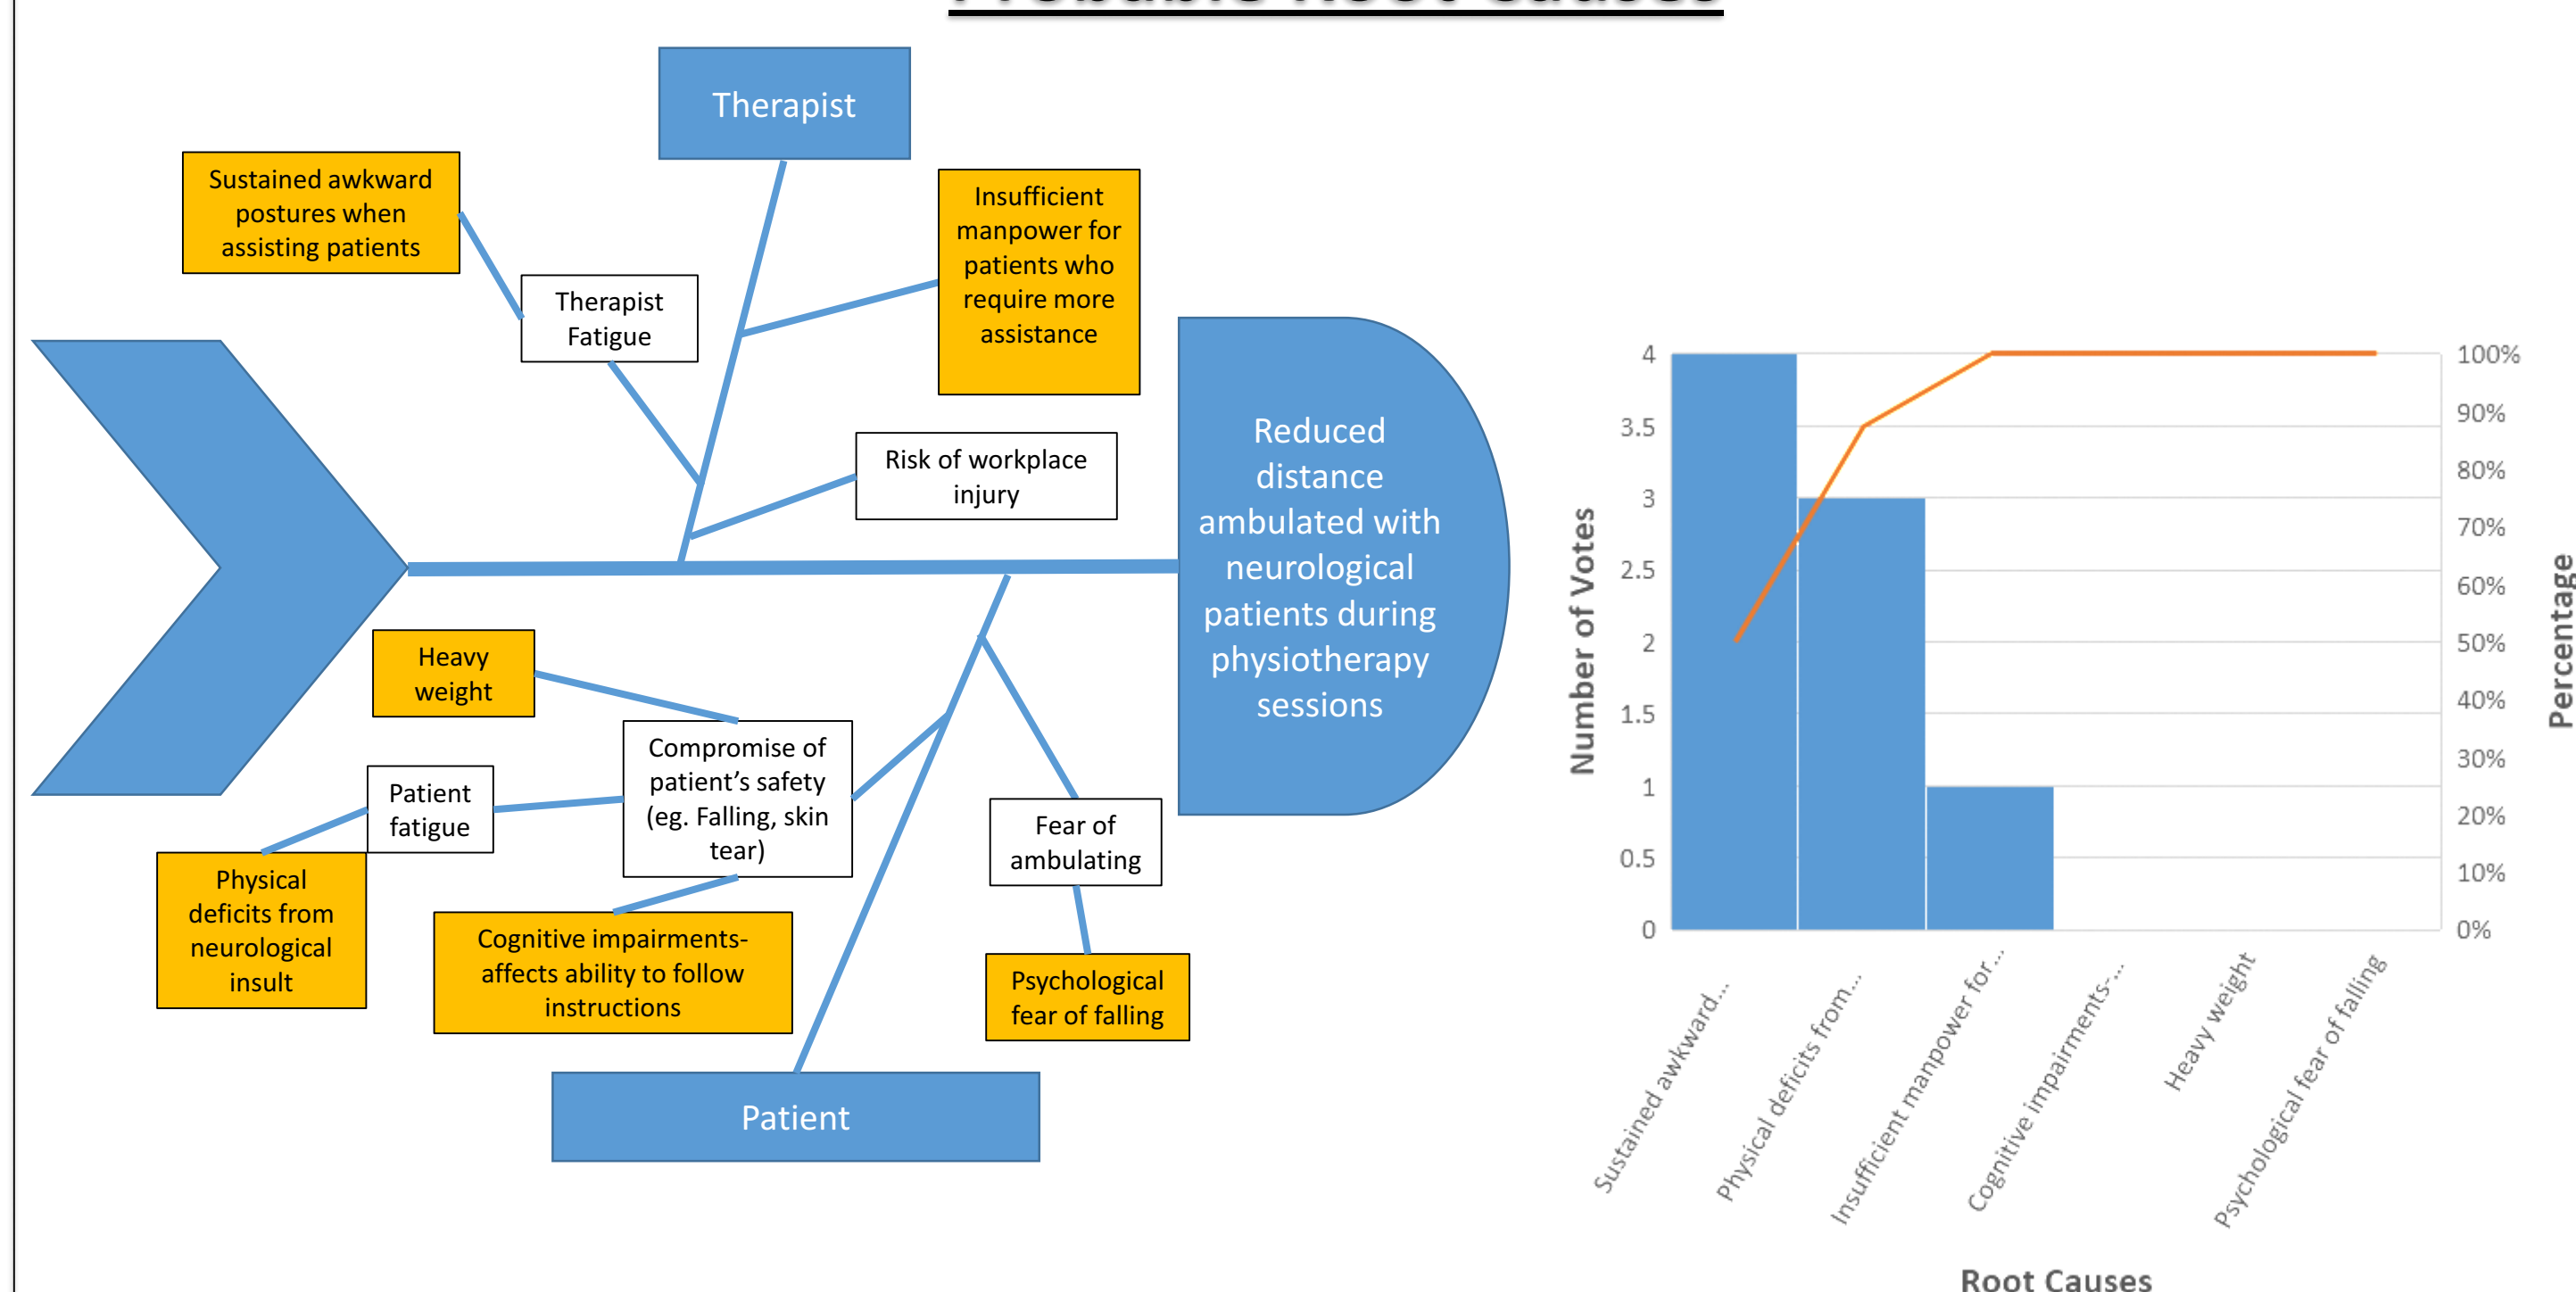 Probable Root Causes
Therapist
Sustained awkward
postures when
assisting patients
Insufficient
manpower for
patients who
require more
assistance
Therapist
Fatigue
Risk of workplace
injury
Reduced
distance
ambulated with
neurological
patients during
physiotherapy
sessions
Heavy
weight
Compromise of
patient’s safety
(eg. Falling, skin
tear)
Patient
fatigue
Fear of
ambulating
Physical
deficits from
neurological
insult
Cognitive impairments-
affects ability to follow
instructions
Psychological
fear of falling
Patient
4
3.5
3
2.5
2
1.5
1
0.5
0
Number of Votes
100%
90%
80%
70%
60%
50%
40%
30%
20%
10%
0%
Percentage
Sustained awkward...
Physical deficits from...
Insufficient manpower for...
Cognitive impairments-...
Heavy weight
Psychological fear of falling
Root Causes